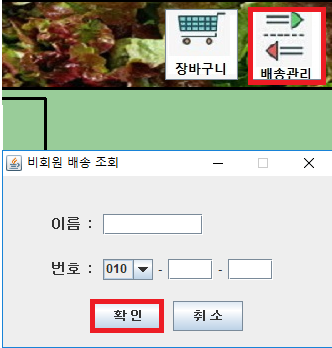 장바구니
배송관리
비회원 배송 조회
이름 :
번호 : 010 - -
확 인
취 소